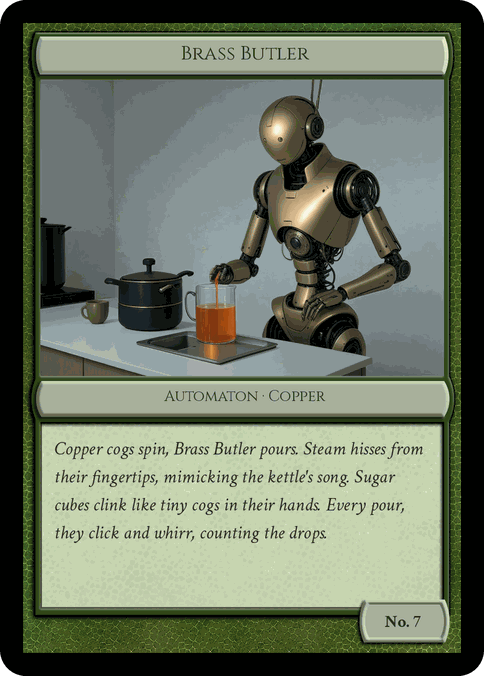 Brass Butler
Automaton · Copper
Copper cogs spin, Brass Butler pours. Steam hisses from
their fingertips, mimicking the kettle's song. Sugar
cubes clink like tiny cogs in their hands. Every pour,
they click and whirr, counting the drops.
No. 7